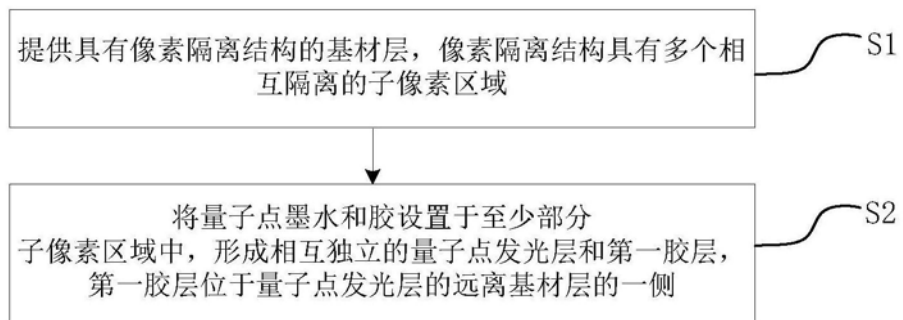 提供具有像素隔离结构的基材层，像素隔离结构具有多个相
互隔离的子像素区域
S1
将量子点墨水和胶设置于至少部分
子像素区域中，形成相互独立的量子点发光层和第一胶层，
第一胶层位于量子点发光层的远离基材层的一侧
S2